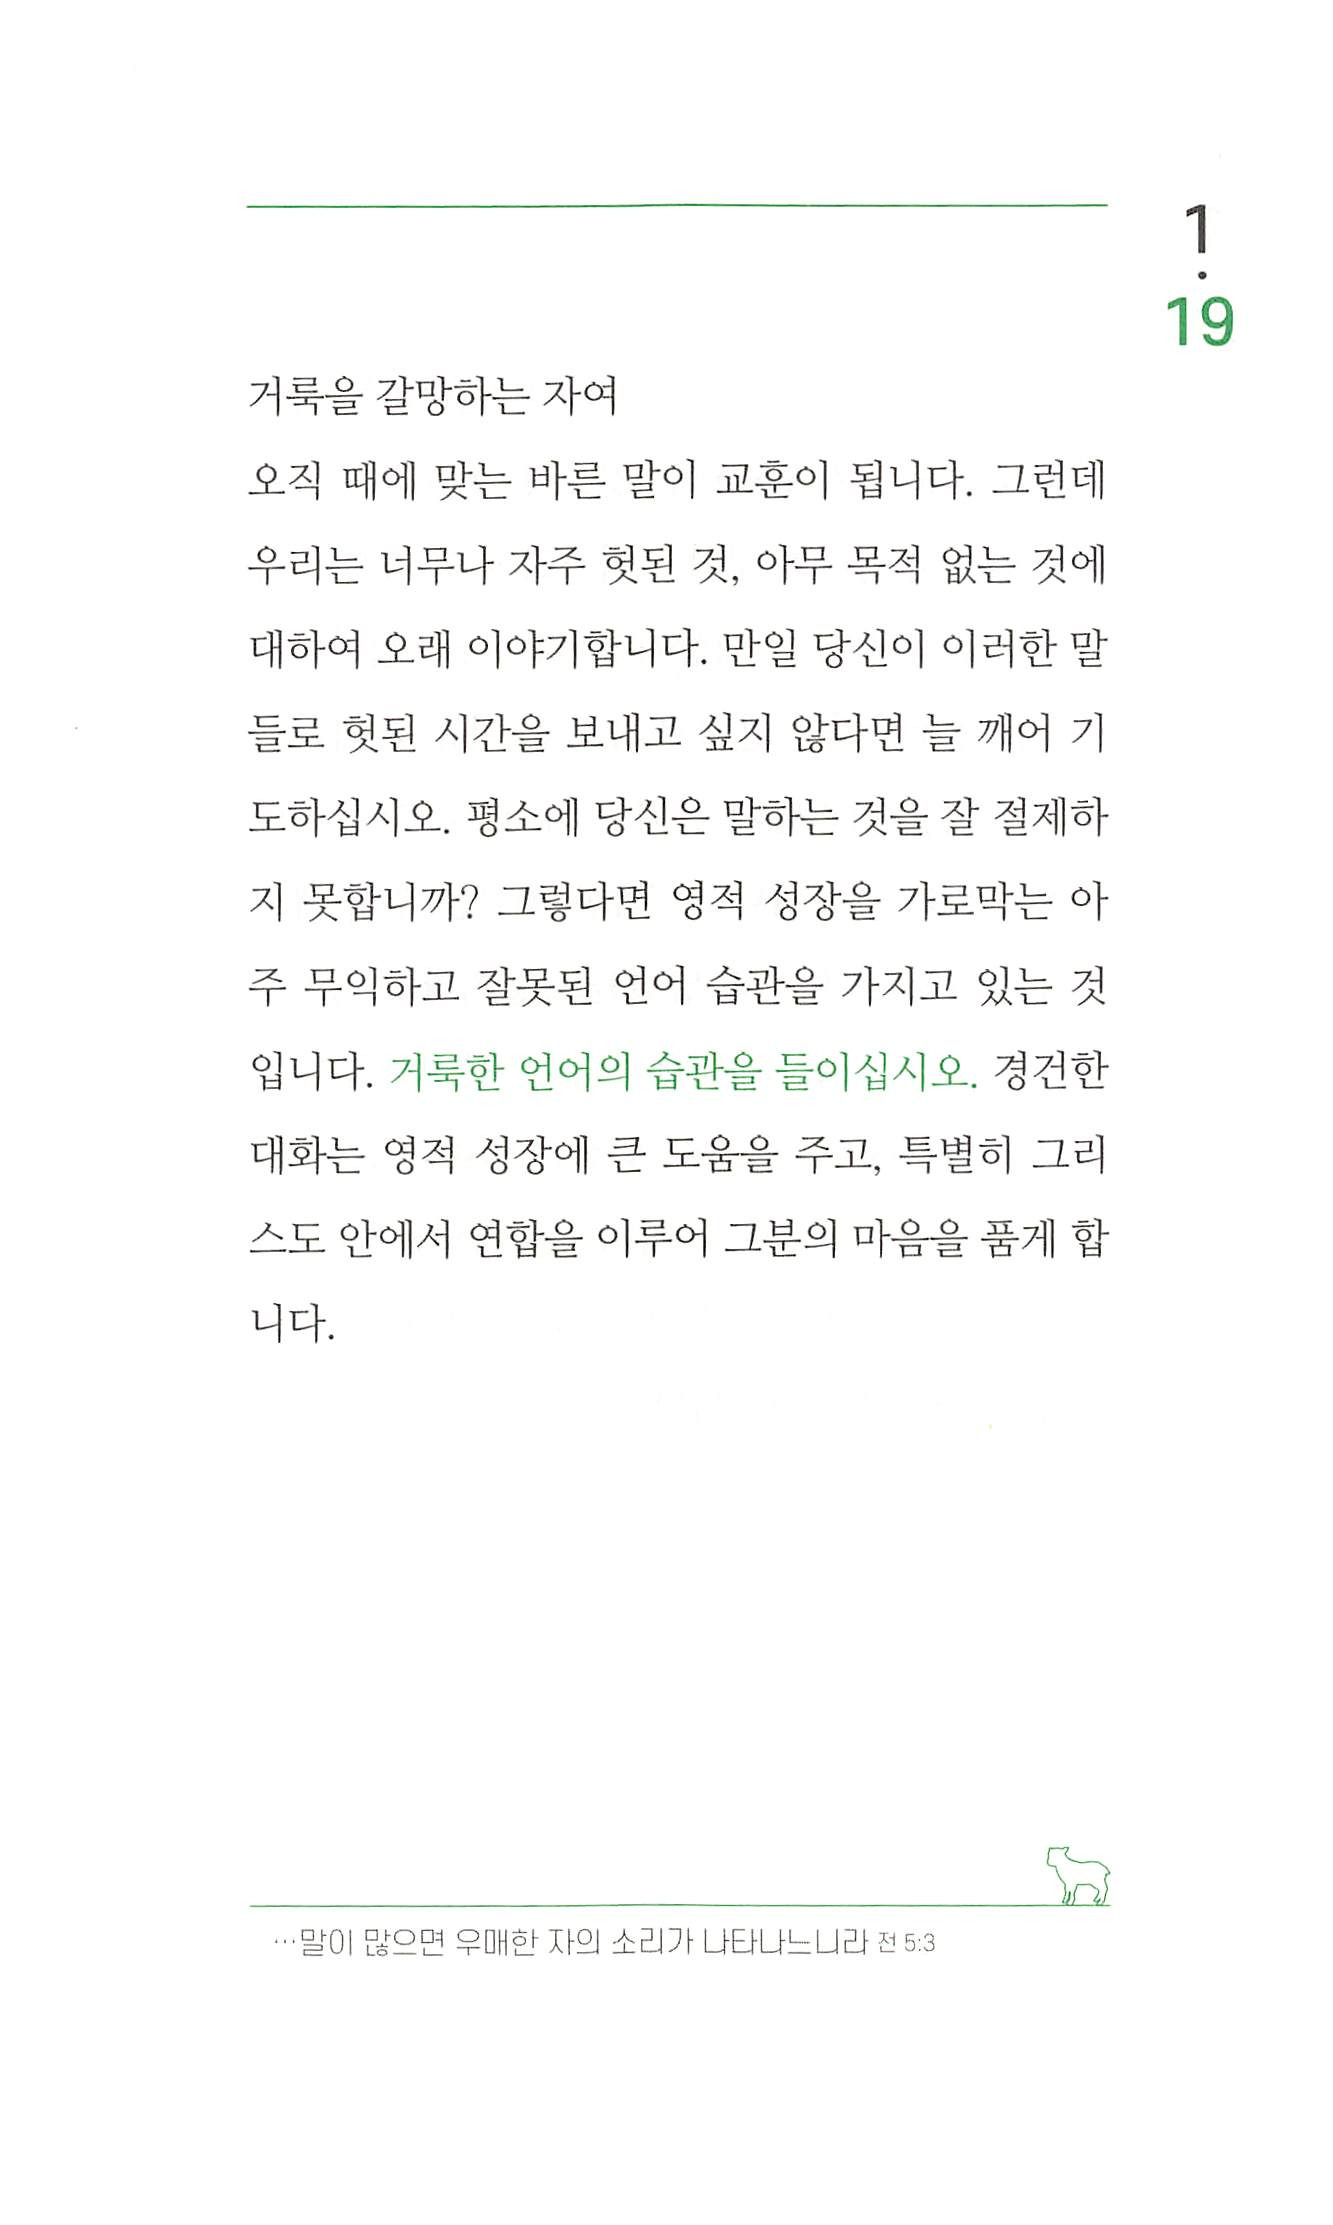 1
·
19
거룩을 갈망하는 자여
오직 때에 맞는 바른 말이 교훈이 됩니다. 그런데
우리는 너무나 자주 헛된 것, 아무 목적 없는 것에
대하여 오래 이야기합니다. 만일 당신이 이러한 말
들로 헛된 시간을 보내고 싶지 않다면 늘 깨어 기
도하십시오. 평소에 당신은 말하는 것을 잘 절제하
지 못합니까? 그렇다면 영적 성장을 가로막는 아
주 무익하고 잘못된 언어 습관을 가지고 있는 것
입니다. 거룩한 언어의 습관을 들이십시오. 경건한
대화는 영적 성장에 큰 도움을 주고, 특별히 그리
스도 안에서 연합을 이루어 그분의 마음을 품게 합
니다.
…말이 많으면 우매한 자의 소리가 나타나느니라 전 5:3